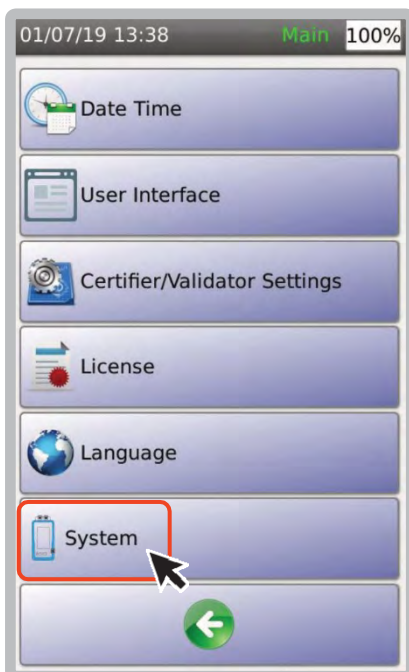 01/07/19 13:38 Main 100%
Date Time
User Interface
Certifier/Validator Settings
License
Language
System